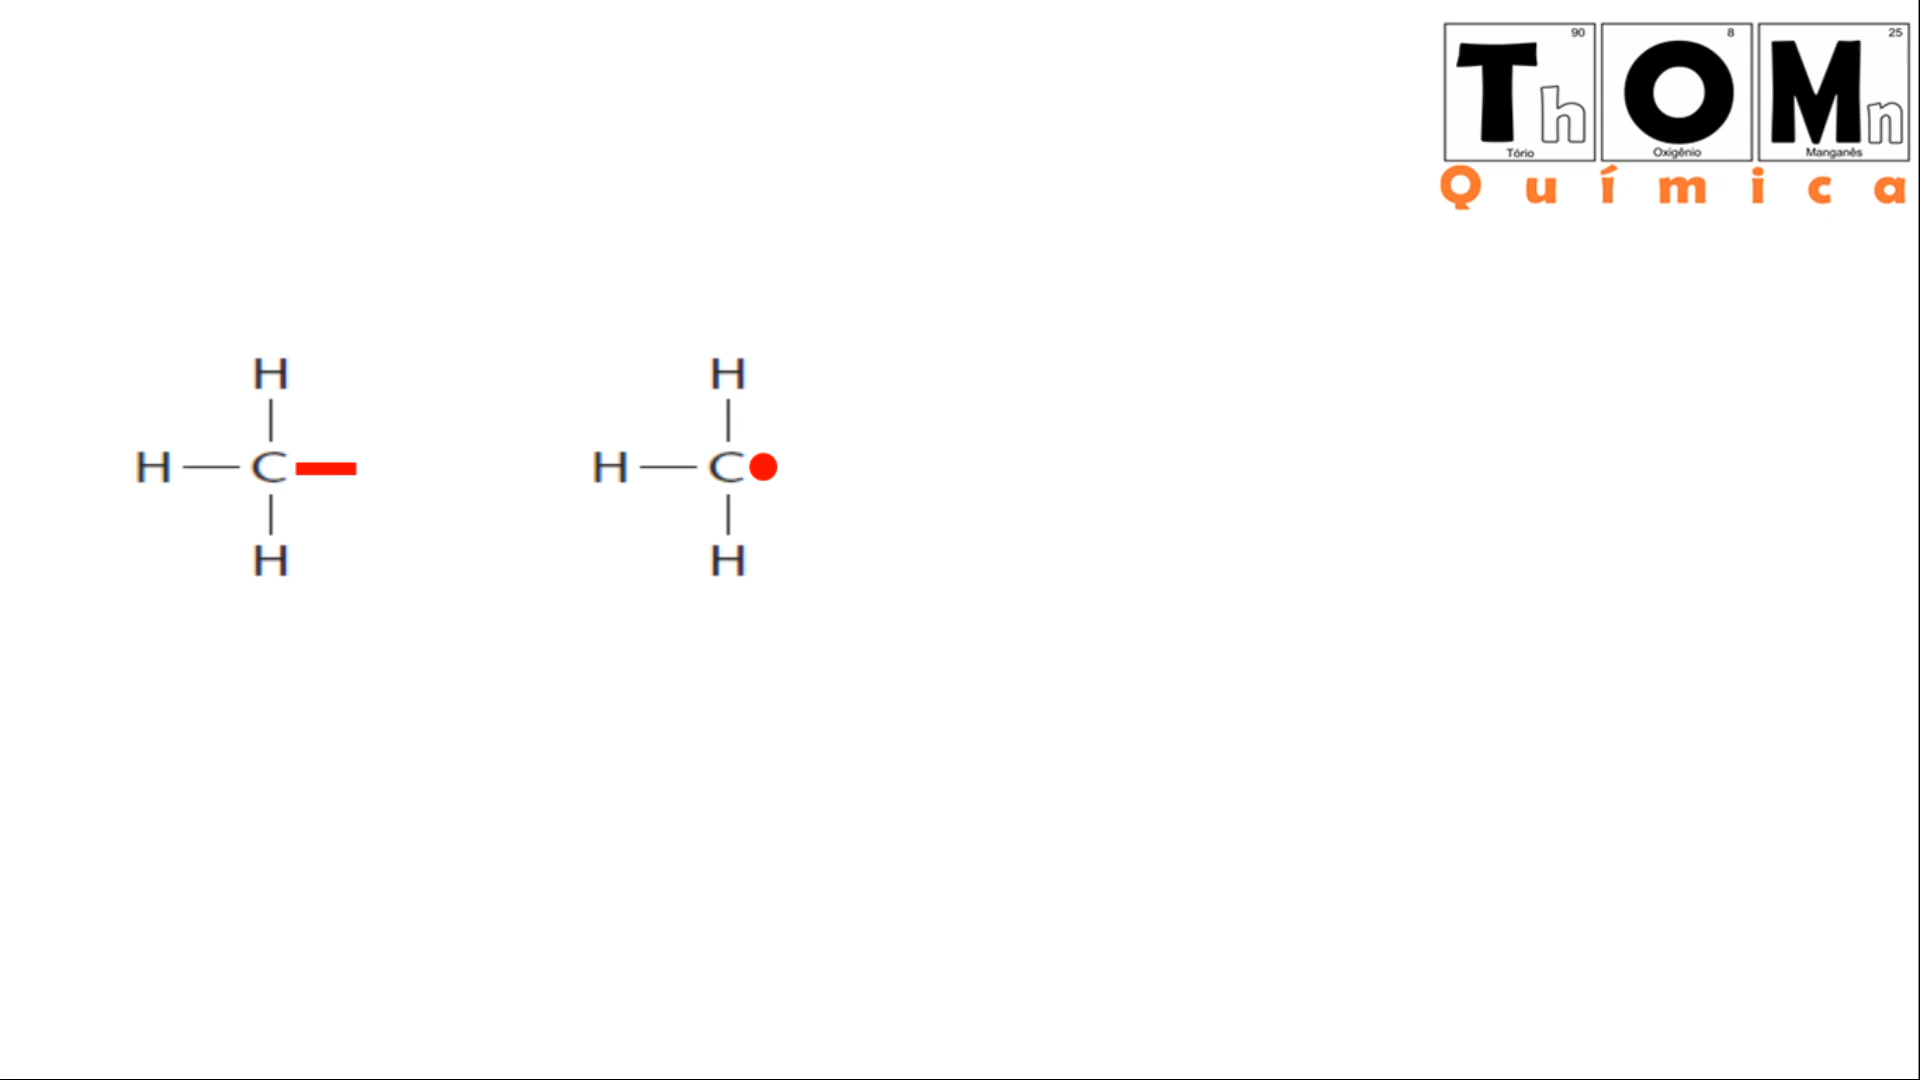 90 8 25
Th O Mn
Tório Oxigênio Manganês
Química
H H
H C H C
H H